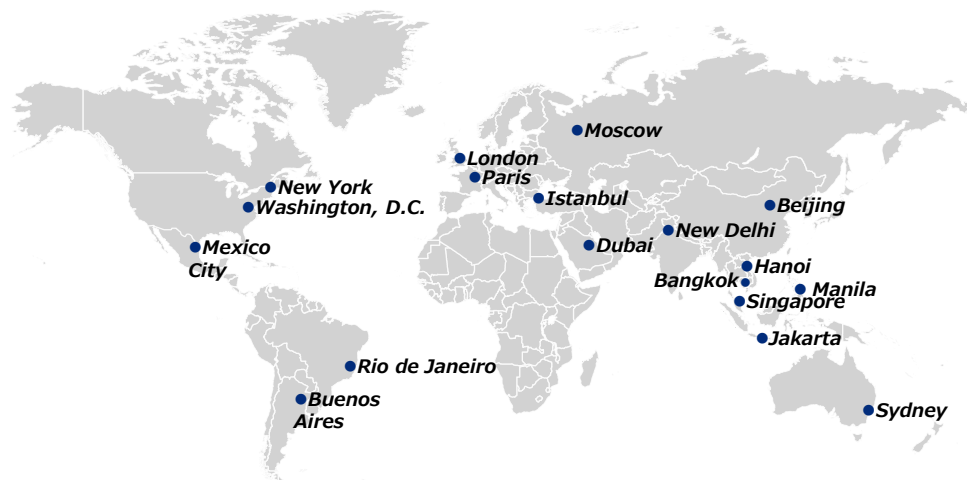 Moscow
London
Paris
New York
Istanbul
Washington, D.C.
Beijing
New Delhi
Mexico
City
Dubai
Hanoi
Bangkok
Manila
Singapore
Jakarta
Rio de Janeiro
Buenos
Aires
Sydney